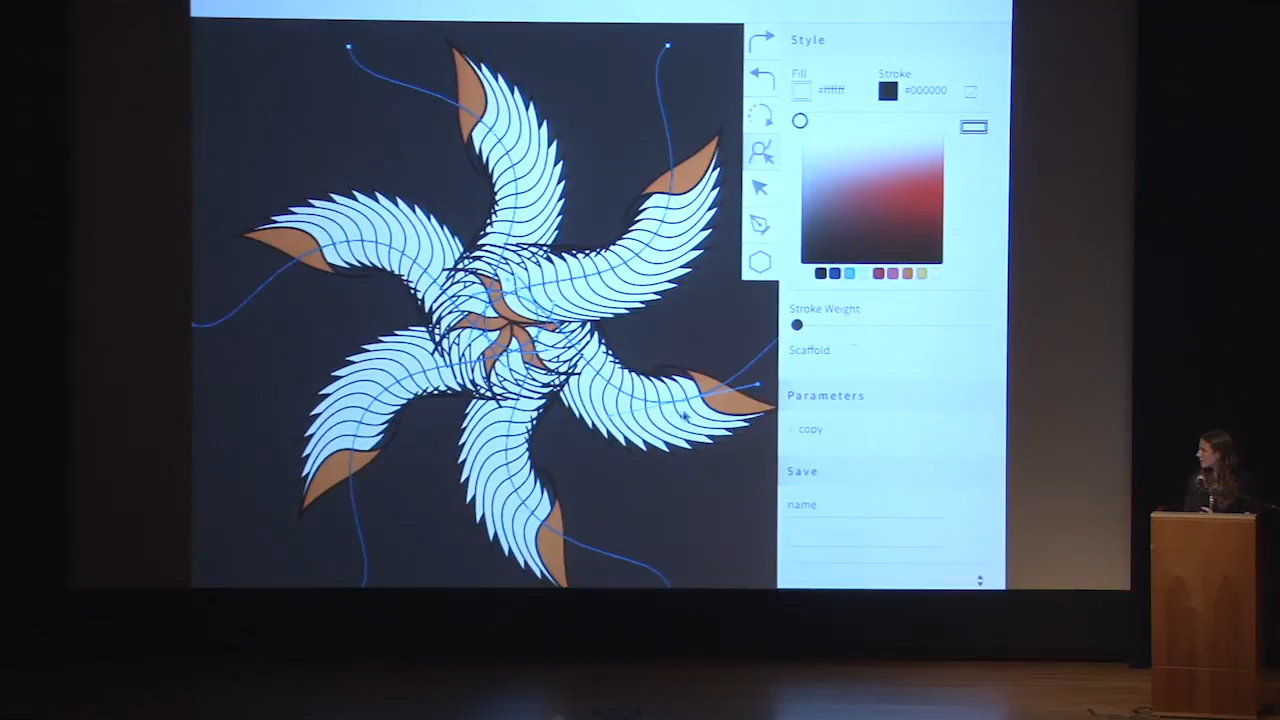 Style
Fill
Stroke
#ffffff
#000000
Stroke Weight
Scaffold
Parameters
copy
Save
name